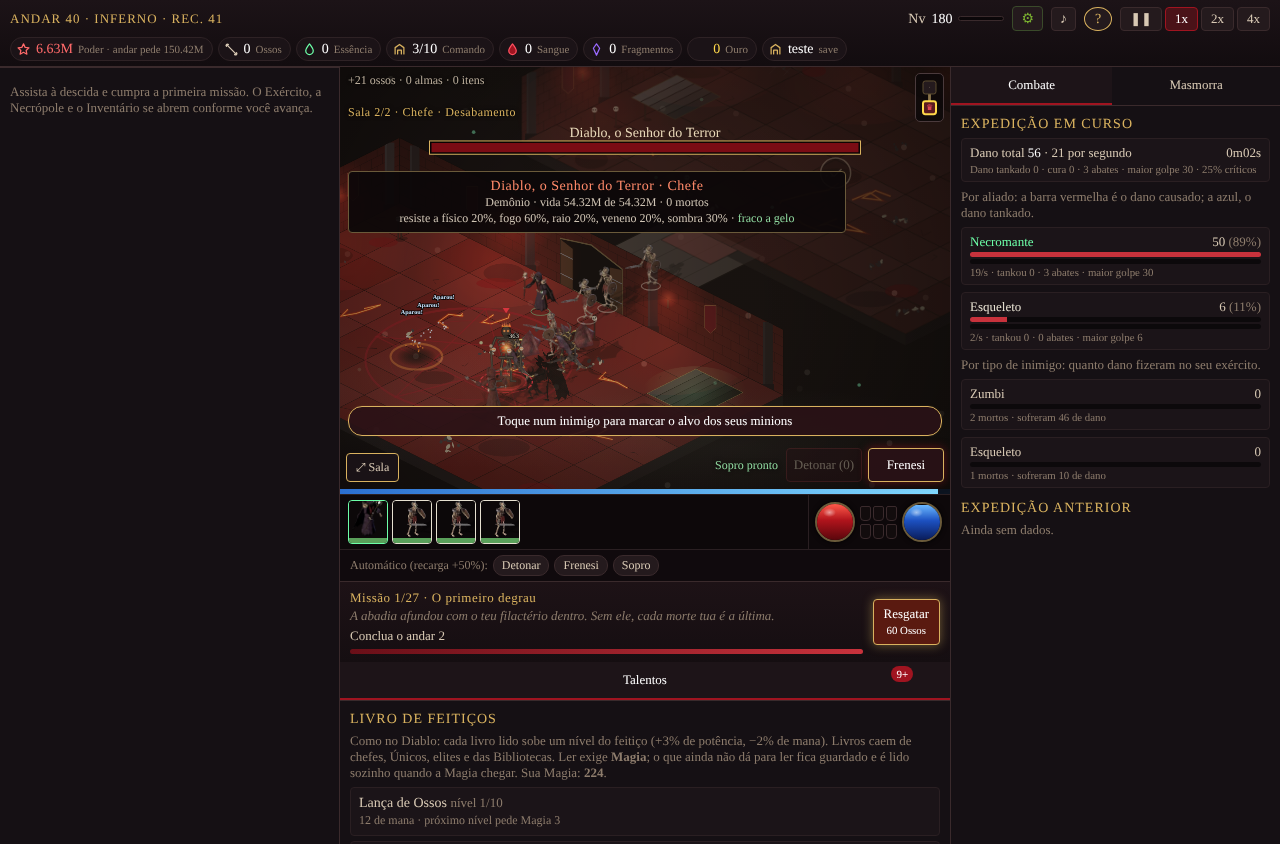 ANDAR 40 · INFERNO · REC. 41
Nv 180
?
1x
2x
4x
6.63M Poder · andar pede 150.42M
0 Ossos
0 Essência
3/10 Comando
0 Sangue
0 Fragmentos
0 Ouro
teste save
Assista à descida e cumpra a primeira missão. O Exército, a
Necrópole e o Inventário se abrem conforme você avança.
+21 ossos · 0 almas · 0 itens
Sala 2/2 · Chefe · Desabamento
Diablo, o Senhor do Terror
Diablo, o Senhor do Terror · Chefe
Demônio · vida 54.32M de 54.32M · 0 mortos
resiste a físico 20%, fogo 60%, raio 20%, veneno 20%, sombra 30% · fraco a gelo
Aparou!
Aparou!
Aparou!
363
Toque num inimigo para marcar o alvo dos seus minions
Sala
Sopro pronto
Detonar (0)
Frenesi
Automático (recarga +50%):
Detonar
Frenesi
Sopro
Missão 1/27 · O primeiro degrau
A abadia afundou com o teu filactério dentro. Sem ele, cada morte tua é a última.
Conclua o andar 2
Resgatar
60 Ossos
Talentos
9+
LIVRO DE FEITIÇOS
Como no Diablo: cada livro lido sobe um nível do feitiço (+3% de potência, −2% de mana). Livros caem de
chefes, Únicos, elites e das Bibliotecas. Ler exige Magia; o que ainda não dá para ler fica guardado e é lido
sozinho quando a Magia chegar. Sua Magia: 224.
Lança de Ossos nível 1/10
12 de mana · próximo nível pede Magia 3
Combate
Masmorra
EXPEDIÇÃO EM CURSO
Dano total 56 · 21 por segundo
0m02s
Dano tankado 0 · cura 0 · 3 abates · maior golpe 30 · 25% críticos
Por aliado: a barra vermelha é o dano causado; a azul, o
dano tankado.
Necromante
50 (89%)
19/s · tankou 0 · 3 abates · maior golpe 30
Esqueleto
6 (11%)
2/s · tankou 0 · 0 abates · maior golpe 6
Por tipo de inimigo: quanto dano fizeram no seu exército.
Zumbi
0
2 mortos · sofreram 46 de dano
Esqueleto
0
1 mortos · sofreram 10 de dano
EXPEDIÇÃO ANTERIOR
Ainda sem dados.